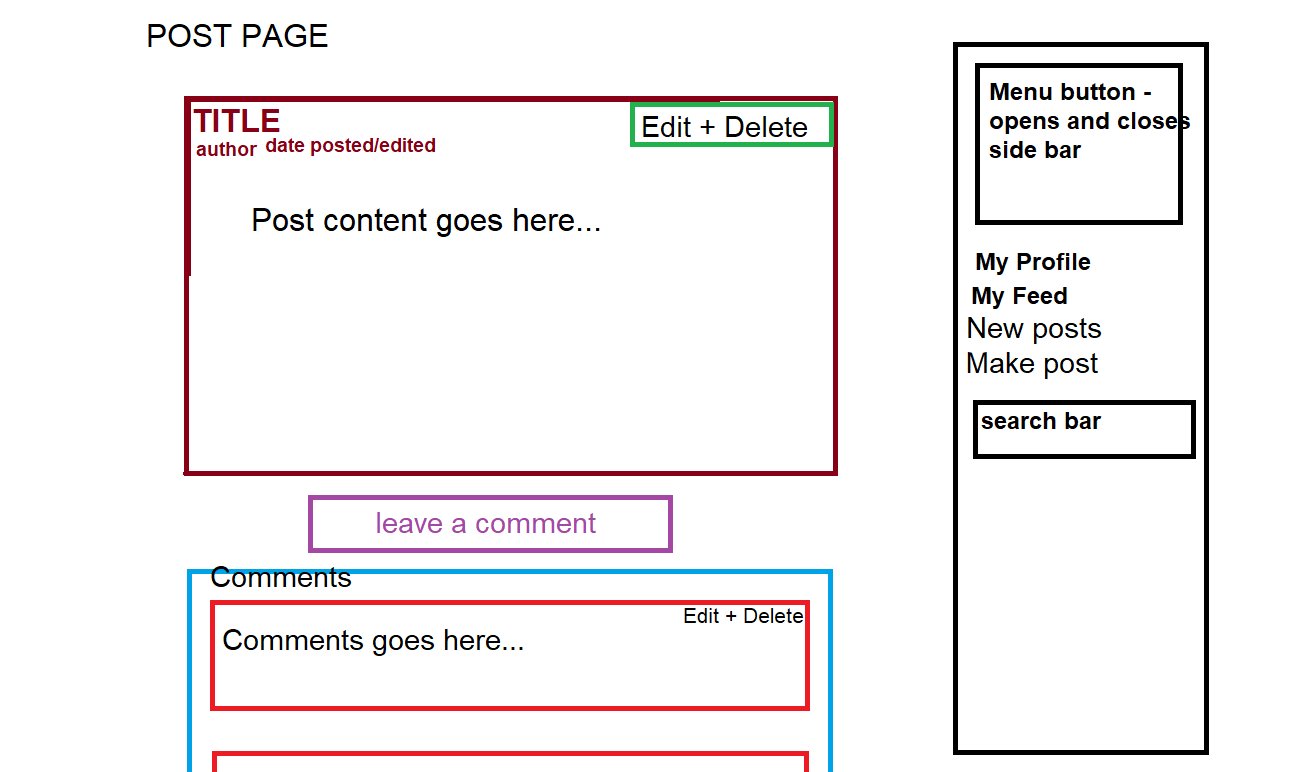 POST PAGE
TITLE
author date posted/edited
Edit + Delete
Post content goes here...
leave a comment
Comments
Edit + Delete
Comments goes here...
Menu button -
opens and closes
side bar
My Profile
My Feed
New posts
Make post
search bar